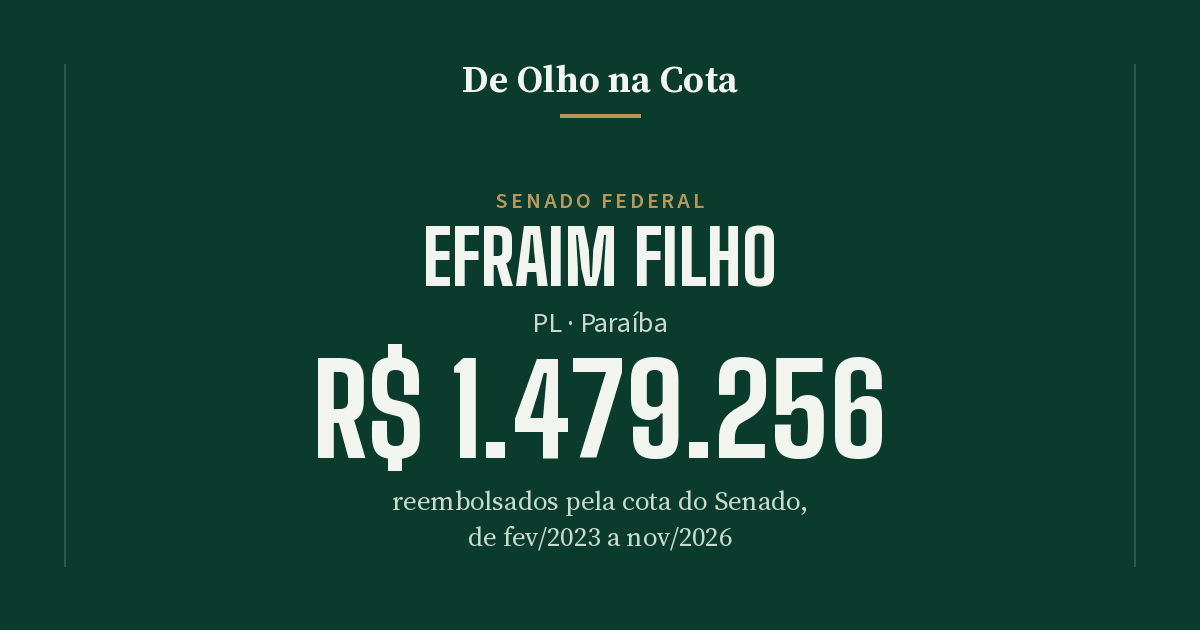 De Olho na Cota
SENADO FEDERAL
EFRAIM FILHO
PL · Paraíba
R$ 1.479.256
reembolsados pela cota do Senado,
de fev/2023 a nov/2026